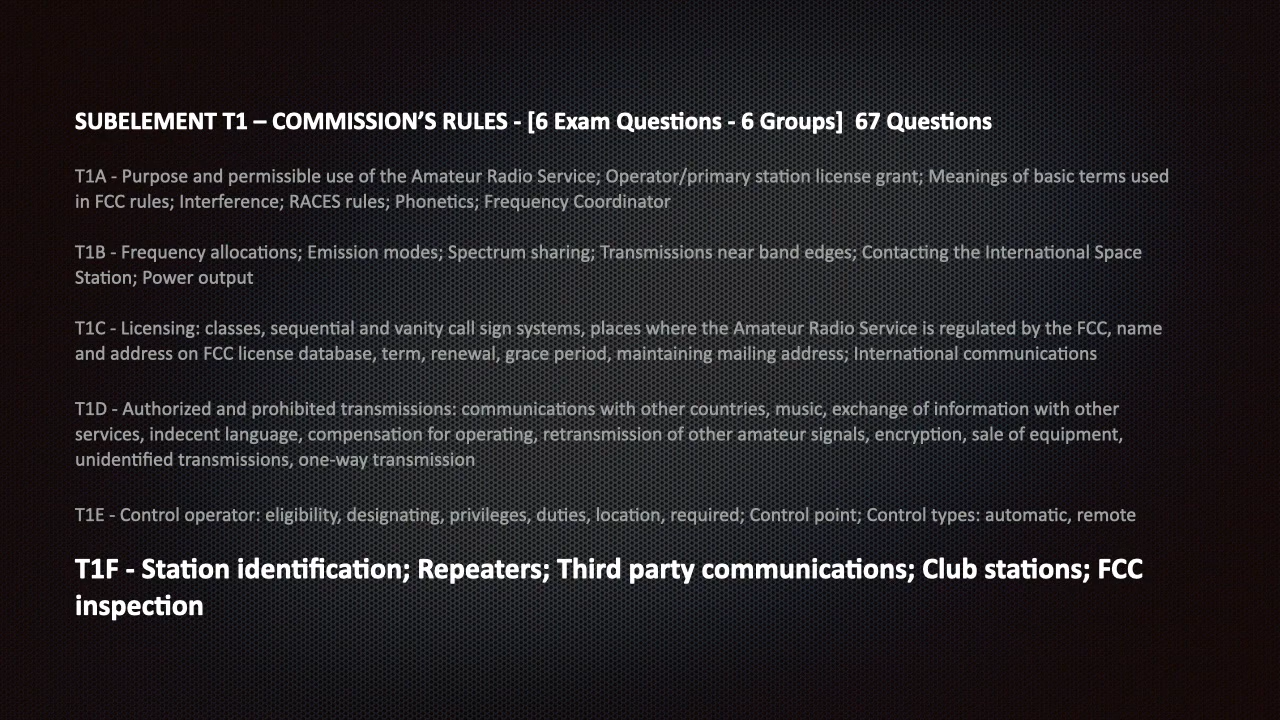 SUBELEMENT T1 – COMMISSION’S RULES - [6 Exam Questions - 6 Groups]  67 Questions
T1A - Purpose and permissible use of the Amateur Radio Service; Operator/primary station license grant; Meanings of basic terms used
in FCC rules; Interference; RACES rules; Phonetics; Frequency Coordinator
T1B - Frequency allocations; Emission modes; Spectrum sharing; Transmissions near band edges; Contacting the International Space
Station; Power output
T1C - Licensing: classes, sequential and vanity call sign systems, places where the Amateur Radio Service is regulated by the FCC, name
and address on FCC license database, term, renewal, grace period, maintaining mailing address; International communications
T1D - Authorized and prohibited transmissions: communications with other countries, music, exchange of information with other
services, indecent language, compensation for operating, retransmission of other amateur signals, encryption, sale of equipment,
unidentified transmissions, one-way transmission
T1E - Control operator: eligibility, designating, privileges, duties, location, required; Control point; Control types: automatic, remote
T1F - Station identification; Repeaters; Third party communications; Club stations; FCC
inspection